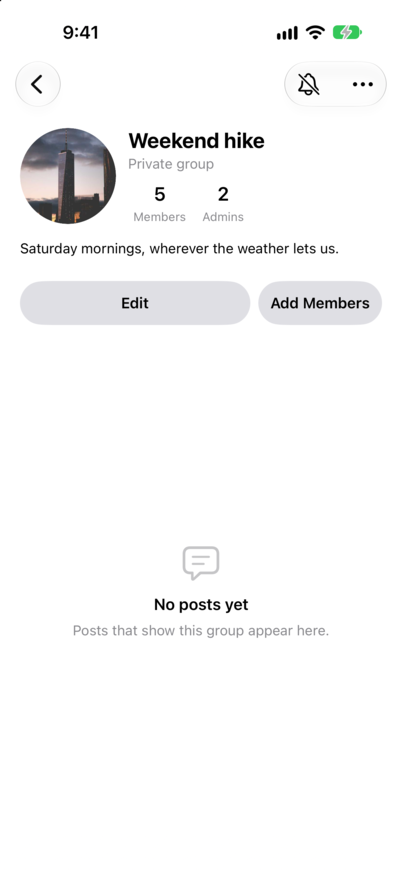 9:41
Weekend hike
Private group
5 2
Members Admins
Saturday mornings, wherever the weather lets us.
Edit Add Members
No posts yet
Posts that show this group appear here.